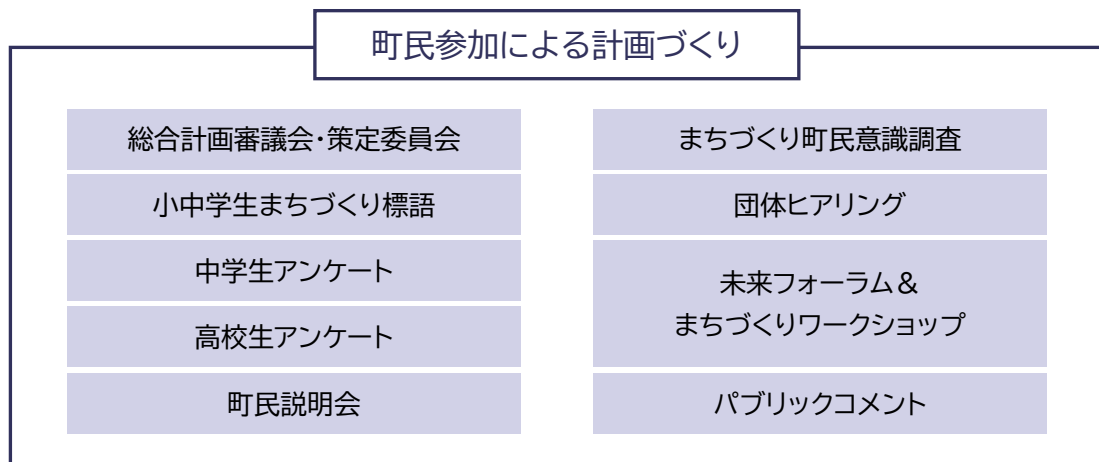 町民参加による計画づくり
総合計画審議会・策定委員会
小中学生まちづくり標語
中学生アンケート
高校生アンケート
町民説明会
まちづくり町民意識調査
団体ヒアリング
未来フォーラム＆
まちづくりワークショップ
パブリックコメント